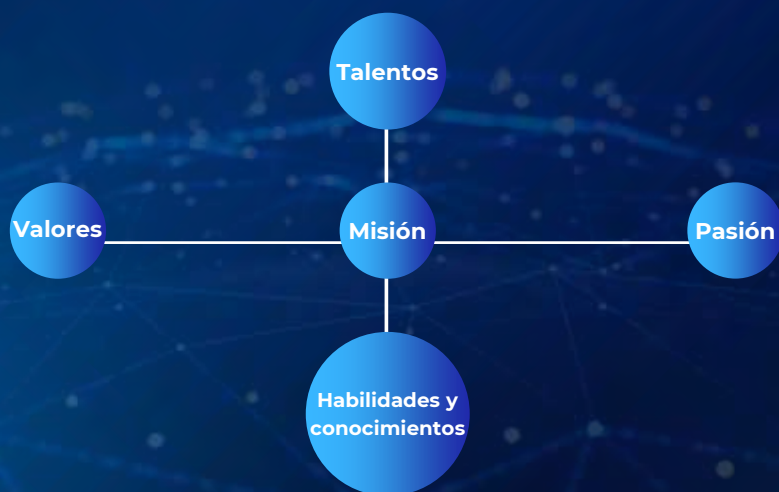 Talentos
Valores
Misión
Pasión
Habilidades y
conocimientos